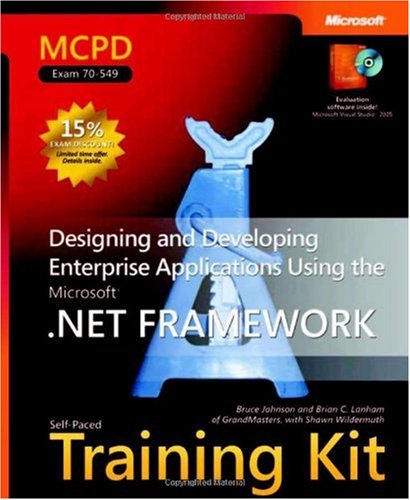 Copyrighted Material
Microsoft
MCPD
Exam 70-549
Evaluation
software inside!
Microsoft Visual Studio 2005
15%
EXAM DISCOUNT!
Limited time offer.
Details inside.
Designing and Developing
Enterprise Applications Using the
Microsoft
.NET FRAMEWORK
Bruce Johnson and Brian C. Lanham
of GrandMasters, with Shawn Wildermuth
Self-Paced
Training Kit
Copyrighted Material